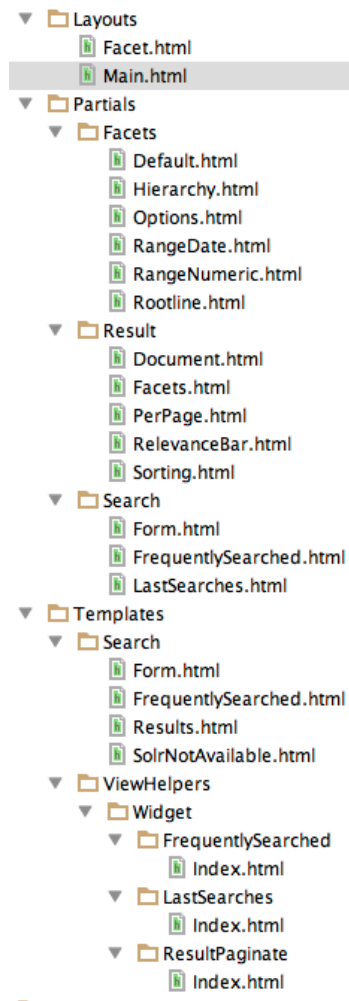 Layouts
Facet.html
Main.html
Partials
Facets
Default.html
Hierarchy.html
Options.html
RangeDate.html
RangeNumeric.html
Rootline.html
Result
Document.html
Facets.html
PerPage.html
RelevanceBar.html
Sorting.html
Search
Form.html
FrequentlySearched.html
LastSearches.html
Templates
Search
Form.html
FrequentlySearched.html
Results.html
SolrNotAvailable.html
ViewHelpers
Widget
FrequentlySearched
Index.html
LastSearches
Index.html
ResultPaginate
Index.html